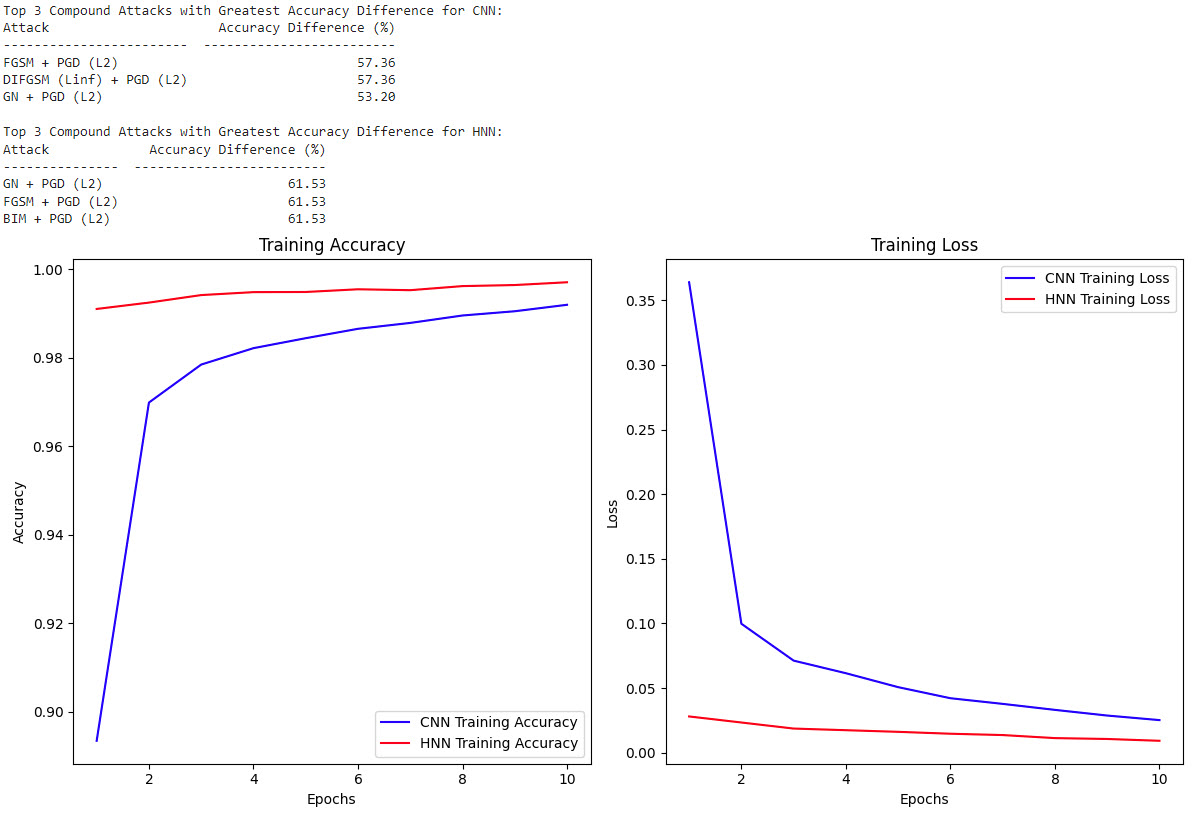 Top 3 Compound Attacks with Greatest Accuracy Difference for CNN:
Attack Accuracy Difference (%)
------------------------ -------------------------
FGSM + PGD (L2) 57.36
DIFGSM (Linf) + PGD (L2) 57.36
GN + PGD (L2) 53.20
Top 3 Compound Attacks with Greatest Accuracy Difference for HNN:
Attack Accuracy Difference (%)
--------------- -------------------------
GN + PGD (L2) 61.53
FGSM + PGD (L2) 61.53
BIM + PGD (L2) 61.53
Training Accuracy
1.00
0.98
0.96
0.94
0.92
0.90
Accuracy
2 4 6 8 10
Epochs
CNN Training Accuracy
HNN Training Accuracy
Training Loss
0.35
0.30
0.25
0.20
0.15
0.10
0.05
0.00
Loss
2 4 6 8 10
Epochs
CNN Training Loss
HNN Training Loss